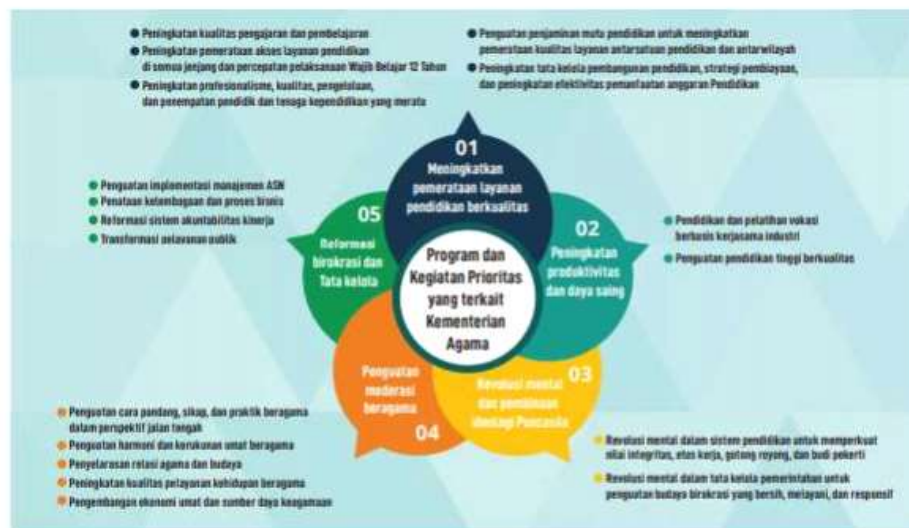 ● Peningkatan kualitas pengajaran dan pembelajaran
● Peningkatan pemerataan akses layanan pendidikan
di semua jenjang dan percepatan pelaksanaan Wajib Belajar 12 Tahun
● Peningkatan profesionalisme, kualitas, pengelolaan,
dan penempatan pendidik dan tenaga kependidikan yang merata
● Penguatan penjaminan mutu pendidikan untuk meningkatkan
pemerataan kualitas layanan antarsatuan pendidikan dan antarwilayah
● Peningkatan tata kelola pembangunan pendidikan, strategi pembiayaan,
dan peningkatan efektivitas pemanfaatan anggaran Pendidikan
01
Meningkatkan
pemerataan layanan
pendidikan berkualitas
● Penguatan implementasi manajemen ASN
● Penataan kelembagaan dan proses bisnis
● Reformasi sistem akuntabilitas kinerja
● Transformasi pelayanan publik
05
Reformasi
birokrasi dan
Tata kelola
Program dan
Kegiatan Prioritas
yang terkait
Kementerian
Agama
02
Peningkatan
produktivitas
dan daya saing
● Pendidikan dan pelatihan vokasi
berbasis kerjasama industri
● Penguatan pendidikan tinggi berkualitas
Penguatan
moderasi
beragama
04
Revolusi mental
dan pembinaan
ideologi Pancasila
03
● Penguatan cara pandang, sikap, dan praktik beragama
dalam perspektif jalan tengah
● Penguatan harmoni dan kerukunan umat beragama
● Penyelarasan relasi agama dan budaya
● Peningkatan kualitas pelayanan kehidupan beragama
● Pengembangan ekonomi umat dan sumber daya keagamaan
● Revolusi mental dalam sistem pendidikan untuk memperkuat
nilai integritas, etos kerja, gotong royong, dan budi pekerti
● Revolusi mental dalam tata kelola pemerintahan untuk
penguatan budaya birokrasi yang bersih, melayani, dan responsif